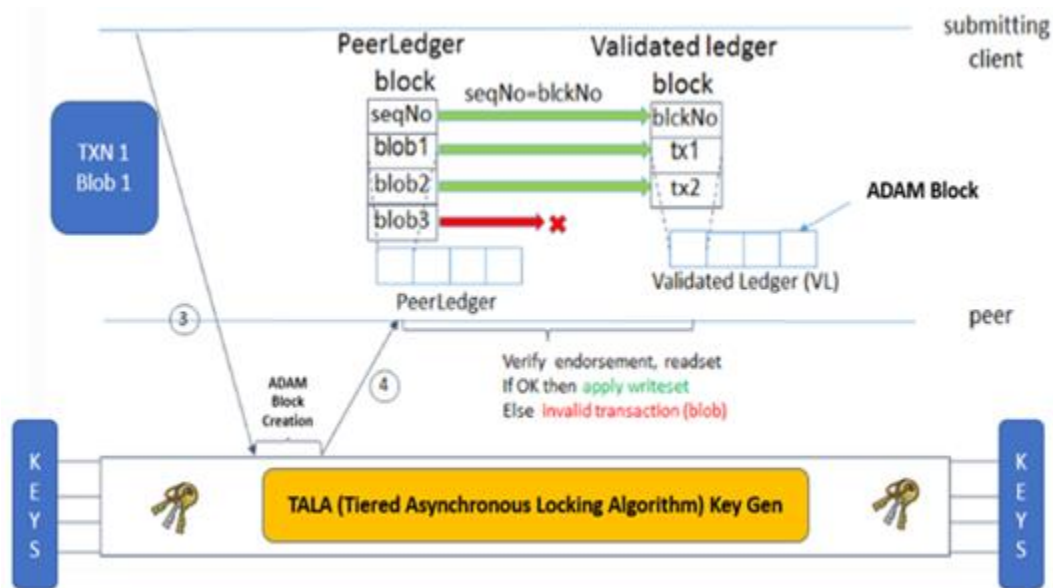 submitting
client
PeerLedger
Validated ledger
block
block
seqNo=blckNo
seqNo
blckNo
TXN 1
Blob 1
blob1
tx1
blob2
tx2
ADAM Block
blob3
Validated Ledger (VL)
PeerLedger
3
peer
Verify endorsement, readset
4
If OK then apply writeset
Else invalid transaction (blob)
ADAM
Block
Creation
K
E
Y
S
TALA (Tiered Asynchronous Locking Algorithm) Key Gen
K
E
Y
S